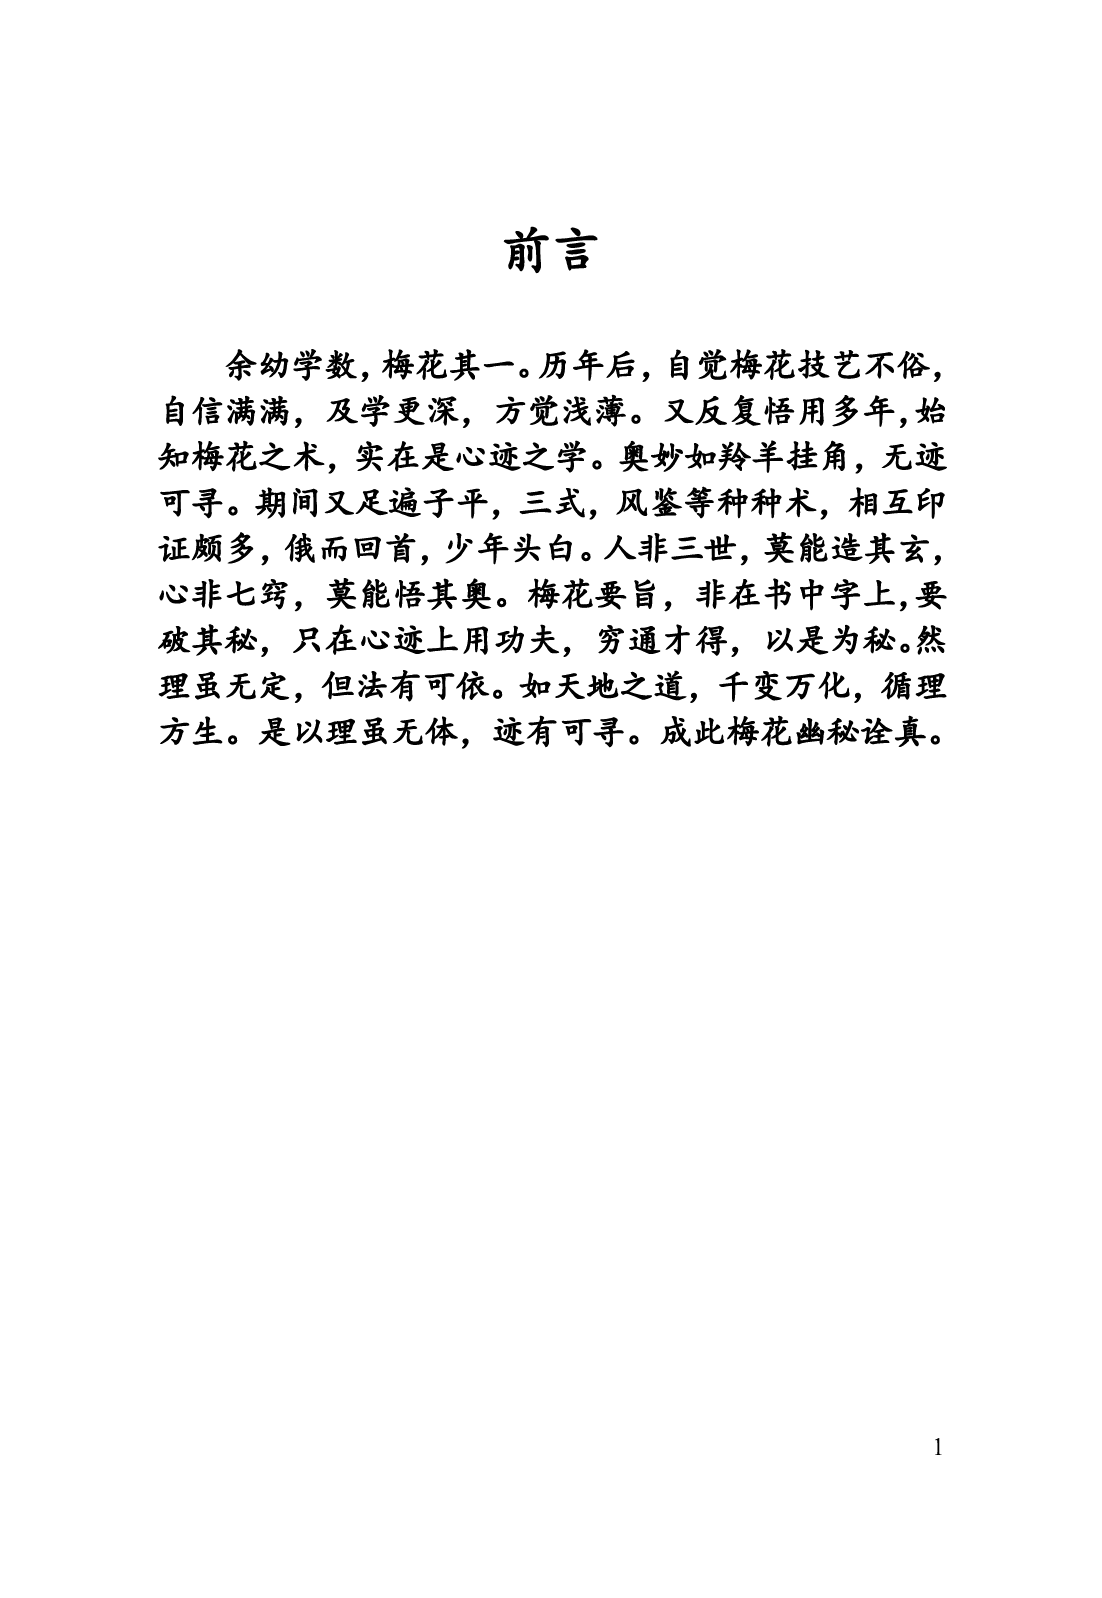 前言
余幼学数，梅花其一。历年后，自觉梅花技艺不俗，
自信满满，及学更深，方觉浅薄。又反复悟用多年，始
知梅花之术，实在是心迹之学。奥妙如羚羊挂角，无迹
可寻。期间又足遍子平，三式，风鉴等种种术，相互印
证颇多，俄而回首，少年头白。人非三世，莫能造其玄，
心非七窍，莫能悟其奥。梅花要旨，非在书中字上，要
破其秘，只在心迹上用功夫，穷通才得，以是为秘。然
理虽无定，但法有可依。如天地之道，千变万化，循理
方生。是以理虽无体，迹有可寻。成此梅花幽秘诠真。
1